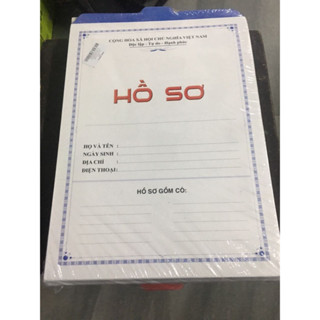 CỘNG HÒA XÃ HỘI CHỦ NGHĨA VIỆT NAM
Độc lập - Tự do - Hạnh phúc
HỒ SƠ
HỌ VÀ TÊN :
NGÀY SINH :
ĐỊA CHỈ :
ĐIỆN THOẠI:
HỒ SƠ GỒM CÓ: